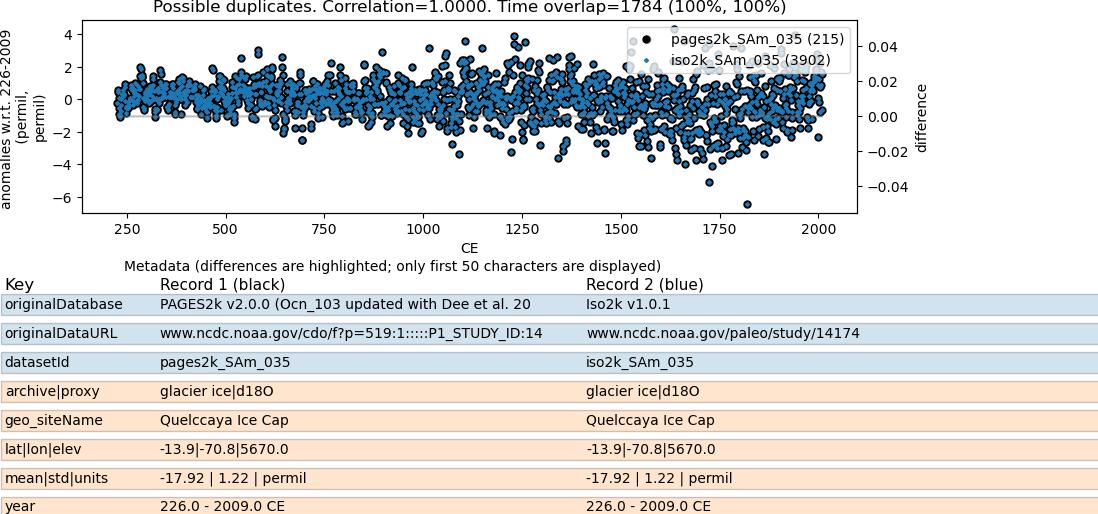 Possible duplicates. Correlation=1.0000. Time overlap=1784 (100%, 100%)
anomalies w.r.t. 226-2009
(permil,
permil)
4
2
0
−2
−4
−6
pages2k_SAm_035 (215)
iso2k_SAm_035 (3902)
0.04
0.02
0.00
−0.02
−0.04
difference
250
500
750
1000
1250
1500
1750
2000
CE
Metadata (differences are highlighted; only first 50 characters are displayed)
Key Record 1 (black) Record 2 (blue)
originalDatabase PAGES2k v2.0.0 (Ocn_103 updated with Dee et al. 20 Iso2k v1.0.1
originalDataURL www.ncdc.noaa.gov/cdo/f?p=519:1:::::P1_STUDY_ID:14 www.ncdc.noaa.gov/paleo/study/14174
datasetId pages2k_SAm_035 iso2k_SAm_035
archive|proxy glacier ice|d18O glacier ice|d18O
geo_siteName Quelccaya Ice Cap Quelccaya Ice Cap
lat|lon|elev -13.9|-70.8|5670.0 -13.9|-70.8|5670.0
mean|std|units -17.92 | 1.22 | permil -17.92 | 1.22 | permil
year 226.0 - 2009.0 CE 226.0 - 2009.0 CE